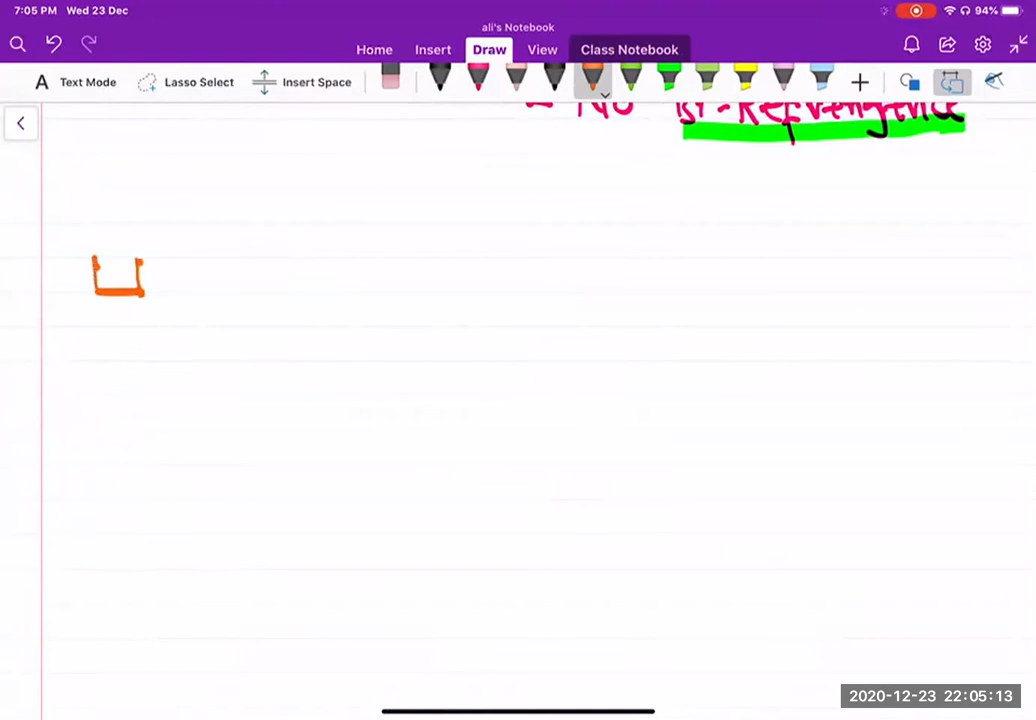 7:05 PM Wed 23 Dec
94%
ali's Notebook
Home Insert Draw View Class Notebook
Text Mode Lasso Select Insert Space
No
2020-12-23 22:05:13